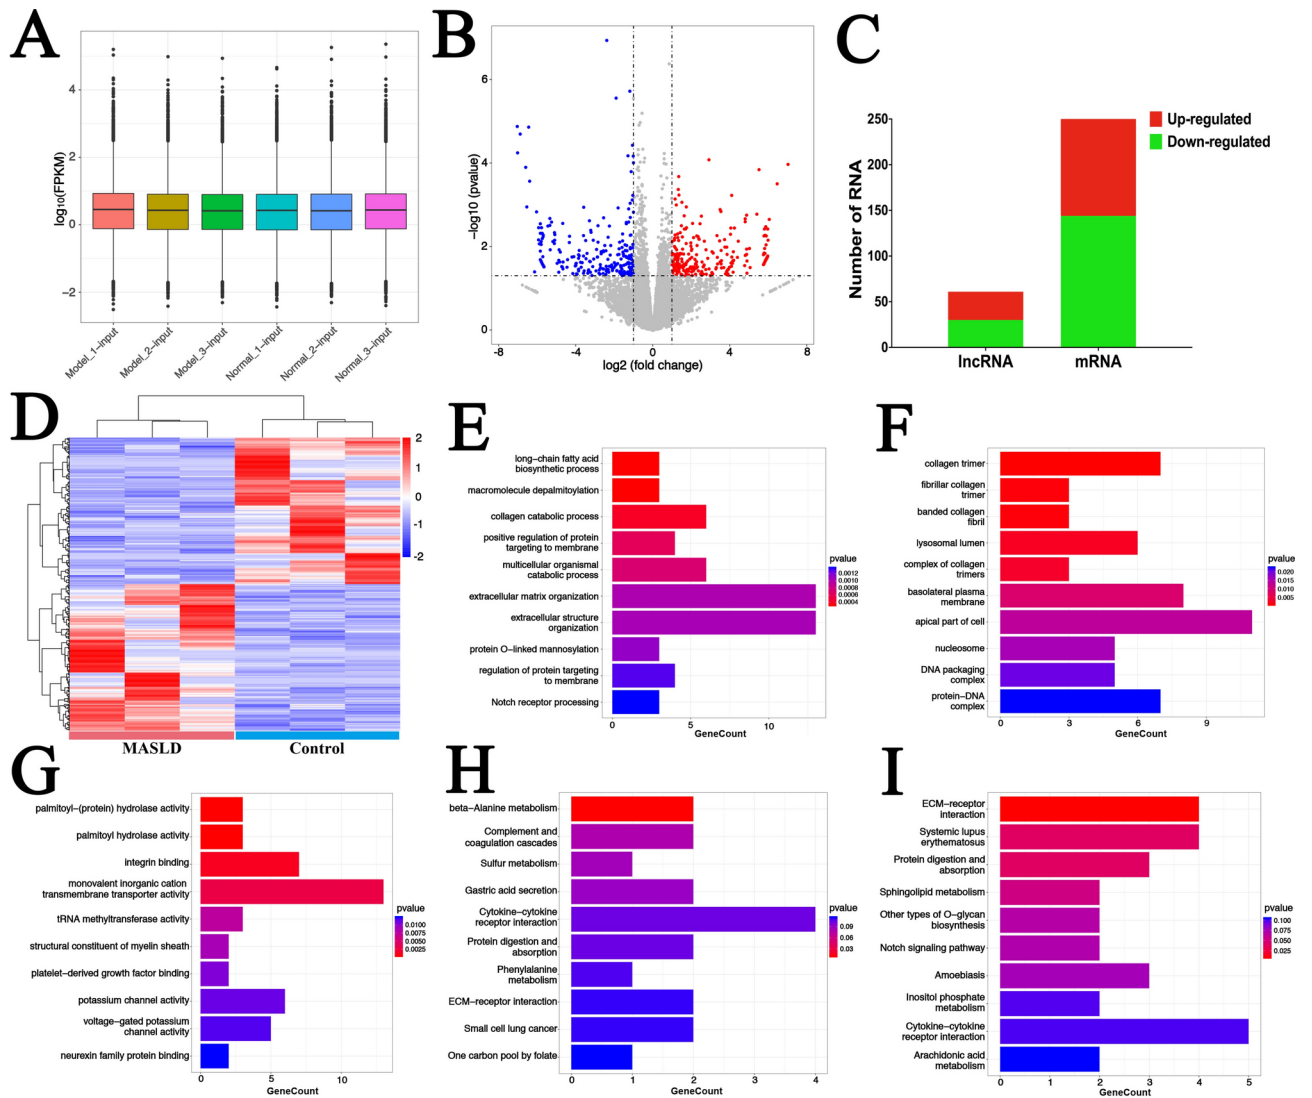 A
log₁₀(FPKM)
4
2
0
−2
Model_1−input
Model_2−input
Model_3−input
Normal_1−input
Normal_2−input
Normal_3−input
B
−log10 (pvalue)
6
4
2
0
−8
−4
0
4
8
log2 (fold change)
C
Number of RNA
250
200
150
100
50
0
lncRNA
mRNA
Up-regulated
Down-regulated
D
2
1
0
-1
-2
MASLD
Control
E
long−chain fatty acid
biosynthetic process
macromolecule depalmitoylation
collagen catabolic process
positive regulation of protein
targeting to membrane
multicellular organismal
catabolic process
extracellular matrix organization
extracellular structure
organization
protein O−linked mannosylation
regulation of protein targeting
to membrane
Notch receptor processing
0
5
10
GeneCount
pvalue
0.0012
0.0010
0.0008
0.0006
0.0004
F
collagen trimer
fibrillar collagen
trimer
banded collagen
fibril
lysosomal lumen
complex of collagen
trimers
basolateral plasma
membrane
apical part of cell
nucleosome
DNA packaging
complex
protein−DNA
complex
0
3
6
9
GeneCount
pvalue
0.020
0.015
0.010
0.005
G
palmitoyl−(protein) hydrolase activity
palmitoyl hydrolase activity
integrin binding
monovalent inorganic cation
transmembrane transporter activity
tRNA methyltransferase activity
structural constituent of myelin sheath
platelet−derived growth factor binding
potassium channel activity
voltage−gated potassium
channel activity
neurexin family protein binding
0
5
10
GeneCount
pvalue
0.0100
0.0075
0.0050
0.0025
H
beta−Alanine metabolism
Complement and
coagulation cascades
Sulfur metabolism
Gastric acid secretion
Cytokine−cytokine
receptor interaction
Protein digestion and
absorption
Phenylalanine
metabolism
ECM−receptor interaction
Small cell lung cancer
One carbon pool by folate
0
1
2
3
4
GeneCount
pvalue
0.09
0.06
0.03
I
ECM−receptor
interaction
Systemic lupus
erythematosus
Protein digestion and
absorption
Sphingolipid metabolism
Other types of O−glycan
biosynthesis
Notch signaling pathway
Amoebiasis
Inositol phosphate
metabolism
Cytokine−cytokine
receptor interaction
Arachidonic acid
metabolism
0
1
2
3
4
5
GeneCount
pvalue
0.100
0.075
0.050
0.025